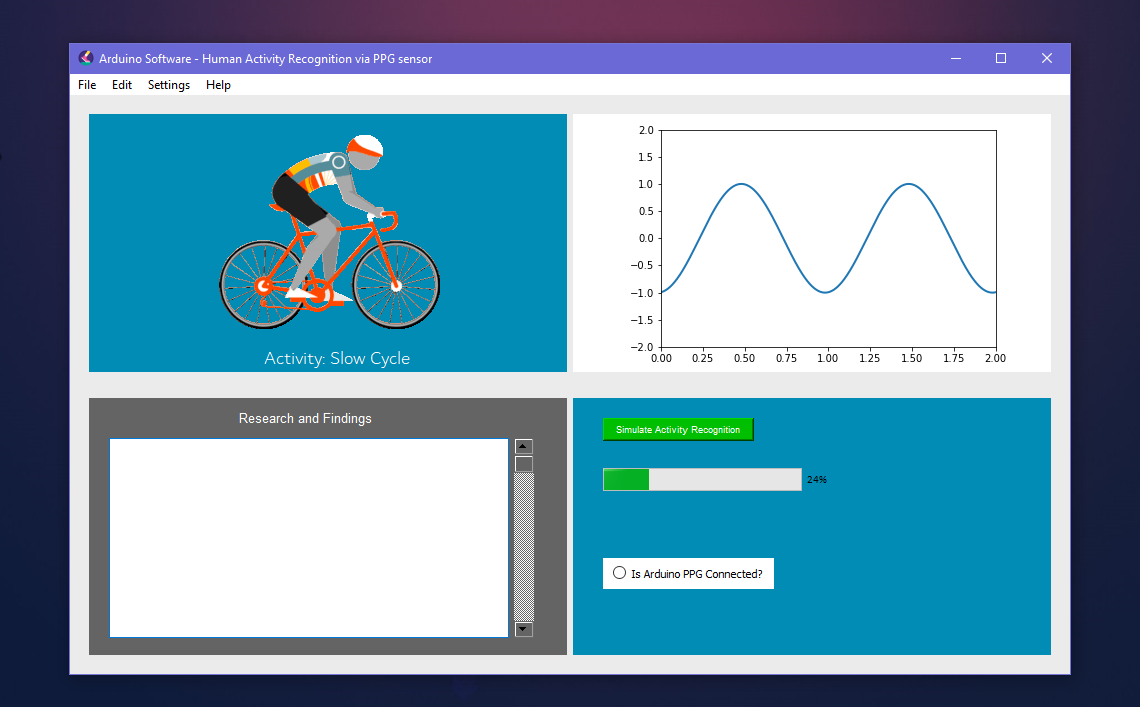 Arduino Software - Human Activity Recognition via PPG sensor
File Edit Settings Help
Activity: Slow Cycle
2.0
1.5
1.0
0.5
0.0
−0.5
−1.0
−1.5
−2.0
0.00 0.25 0.50 0.75 1.00 1.25 1.50 1.75 2.00
Research and Findings
Simulate Activity Recognition
24%
Is Arduino PPG Connected?